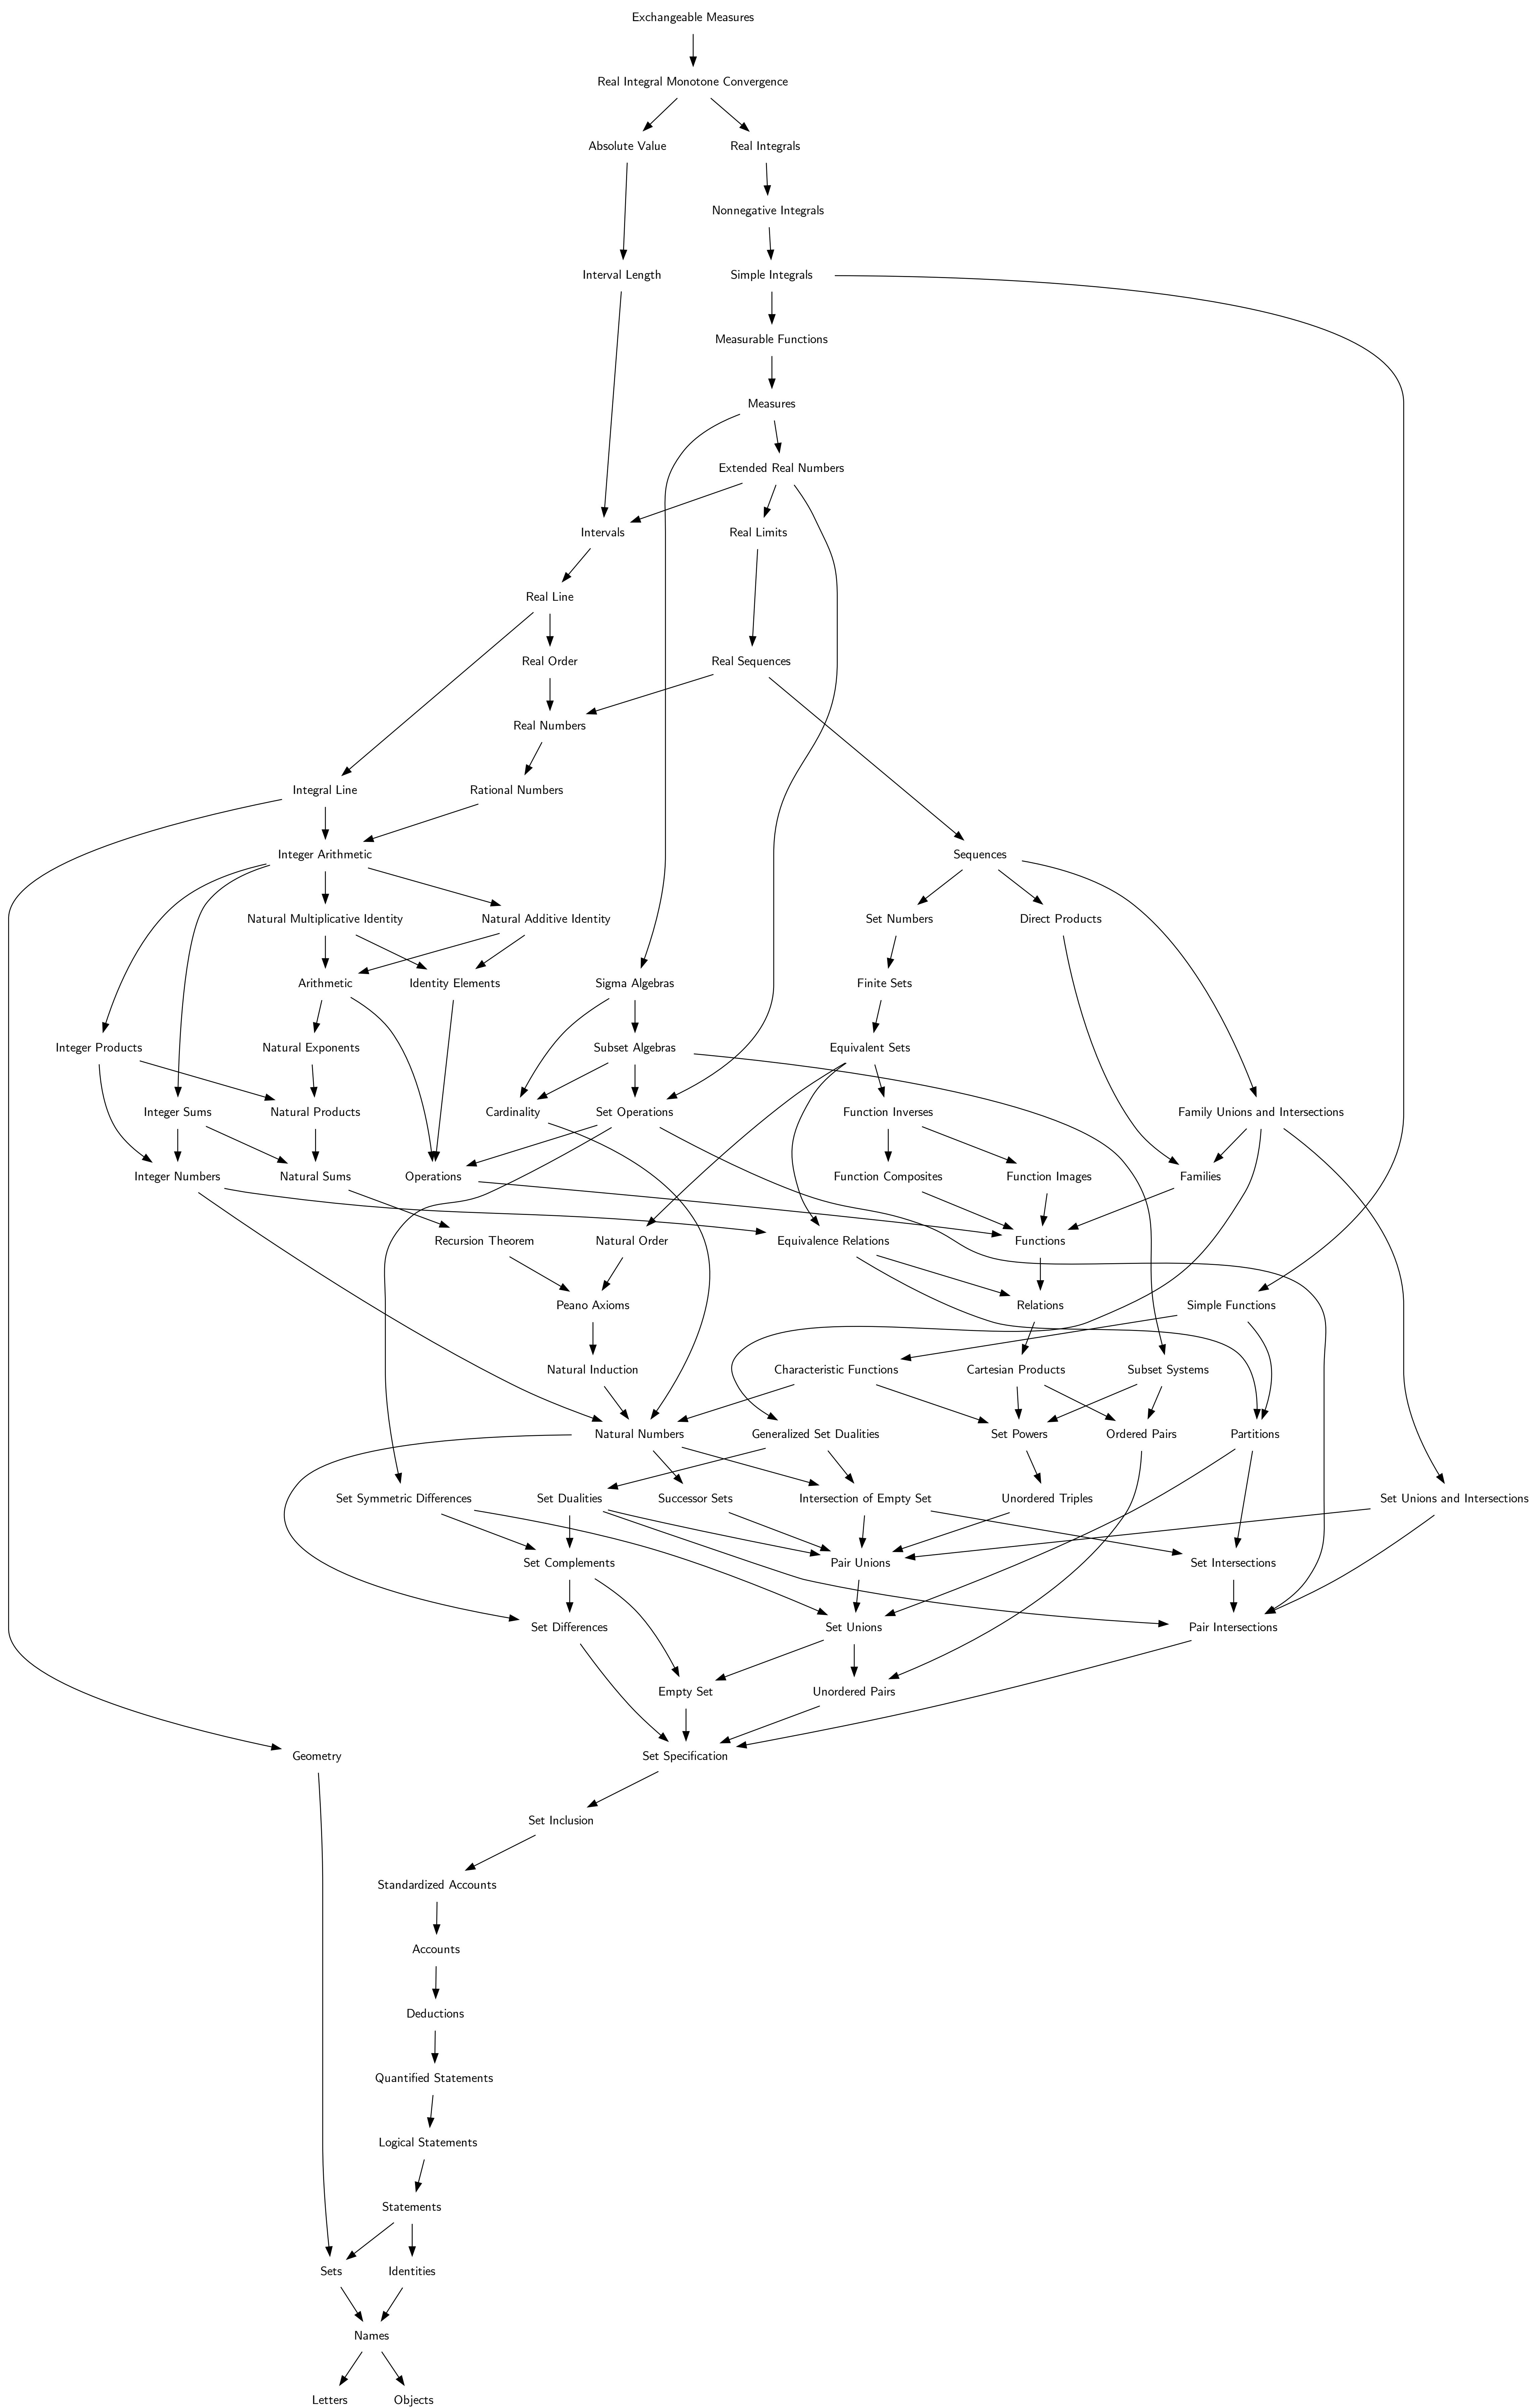 Exchangeable Measures
Real Integral Monotone Convergence
Absolute Value
Real Integrals
Nonnegative Integrals
Interval Length
Simple Integrals
Measurable Functions
Measures
Extended Real Numbers
Intervals
Real Limits
Real Line
Real Order
Real Sequences
Real Numbers
Integral Line
Rational Numbers
Integer Arithmetic
Sequences
Natural Multiplicative Identity
Natural Additive Identity
Set Numbers
Direct Products
Arithmetic
Identity Elements
Sigma Algebras
Finite Sets
Integer Products
Natural Exponents
Subset Algebras
Equivalent Sets
Integer Sums
Natural Products
Cardinality
Set Operations
Function Inverses
Family Unions and Intersections
Integer Numbers
Natural Sums
Operations
Function Composites
Function Images
Families
Recursion Theorem
Natural Order
Equivalence Relations
Functions
Peano Axioms
Relations
Simple Functions
Natural Induction
Characteristic Functions
Cartesian Products
Subset Systems
Natural Numbers
Generalized Set Dualities
Set Powers
Ordered Pairs
Partitions
Set Symmetric Differences
Set Dualities
Successor Sets
Intersection of Empty Set
Unordered Triples
Set Unions and Intersections
Set Complements
Pair Unions
Set Intersections
Set Differences
Set Unions
Pair Intersections
Empty Set
Unordered Pairs
Geometry
Set Specification
Set Inclusion
Standardized Accounts
Accounts
Deductions
Quantified Statements
Logical Statements
Statements
Sets
Identities
Names
Letters
Objects